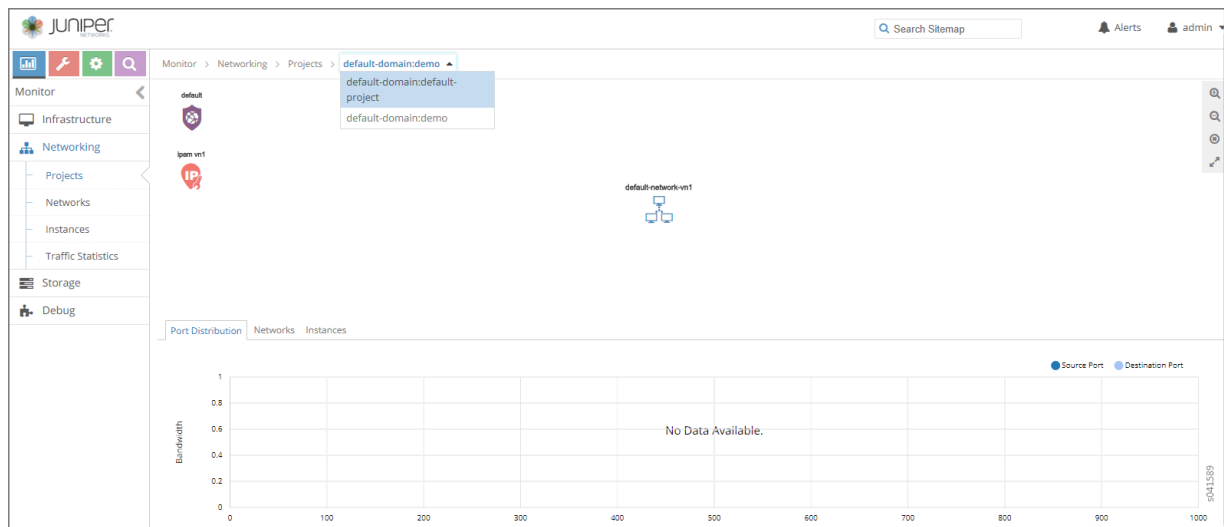 JUNIPER
NETWORKS
Search Sitemap
Alerts
admin
Monitor > Networking > Projects > default-domain:demo
default-domain:default-
project
default-domain:demo
Monitor
Infrastructure
Networking
Projects
Networks
Instances
Traffic Statistics
Storage
Debug
default
ipam vn1
IP
default-network-vn1
Port Distribution Networks Instances
Source Port Destination Port
Bandwidth
1
0.8
0.6
0.4
0.2
0
No Data Available.
0 100 200 300 400 500 600 700 800 900 1000
s041589